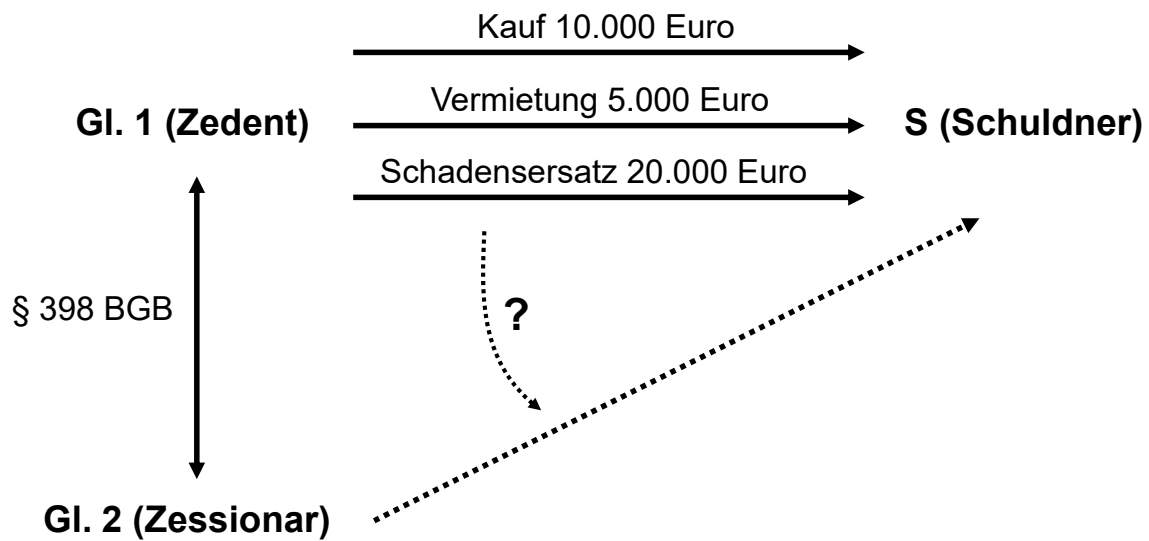 Kauf 10.000 Euro
Vermietung 5.000 Euro
Gl. 1 (Zedent)
S (Schuldner)
Schadensersatz 20.000 Euro
§ 398 BGB
?
Gl. 2 (Zessionar)